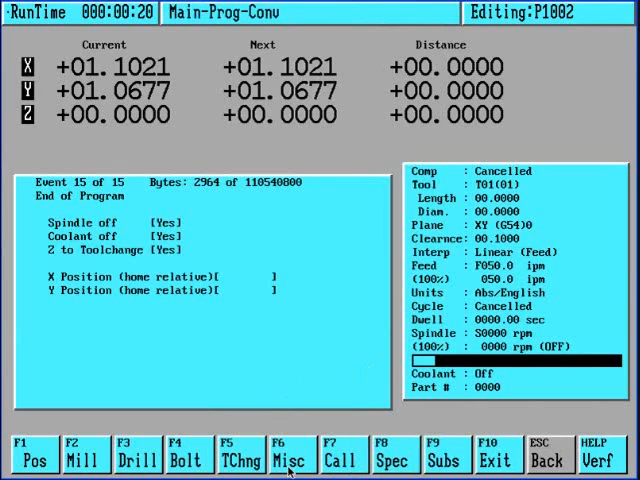 ·RunTime 000:00:20 Main-Prog-Conv Editing:P1002
Current Next Distance
X +01.1021 +01.1021 +00.0000
Y +01.0677 +01.0677 +00.0000
Z +00.0000 +00.0000 +00.0000
Event 15 of 15 Bytes: 2964 of 110540800
End of Program
Spindle off [Yes]
Coolant off [Yes]
Z to Toolchange [Yes]
X Position (home relative)[ ]
Y Position (home relative)[ ]
Comp : Cancelled
Tool : T01(01)
Length : 00.0000
Diam. : 00.0000
Plane : XY (G54)0
Clearnce: 00.1000
Interp : Linear (Feed)
Feed : F050.0 ipm
(100%) 050.0 ipm
Units : Abs/English
Cycle : Cancelled
Dwell : 0000.00 sec
Spindle : S0000 rpm
(100%) : 0000 rpm (OFF)
Coolant : Off
Part # : 0000
F1 F2 F3 F4 F5 F6 F7 F8 F9 F10 ESC HELP
Pos Mill Drill Bolt TChng Misc Call Spec Subs Exit Back Verf